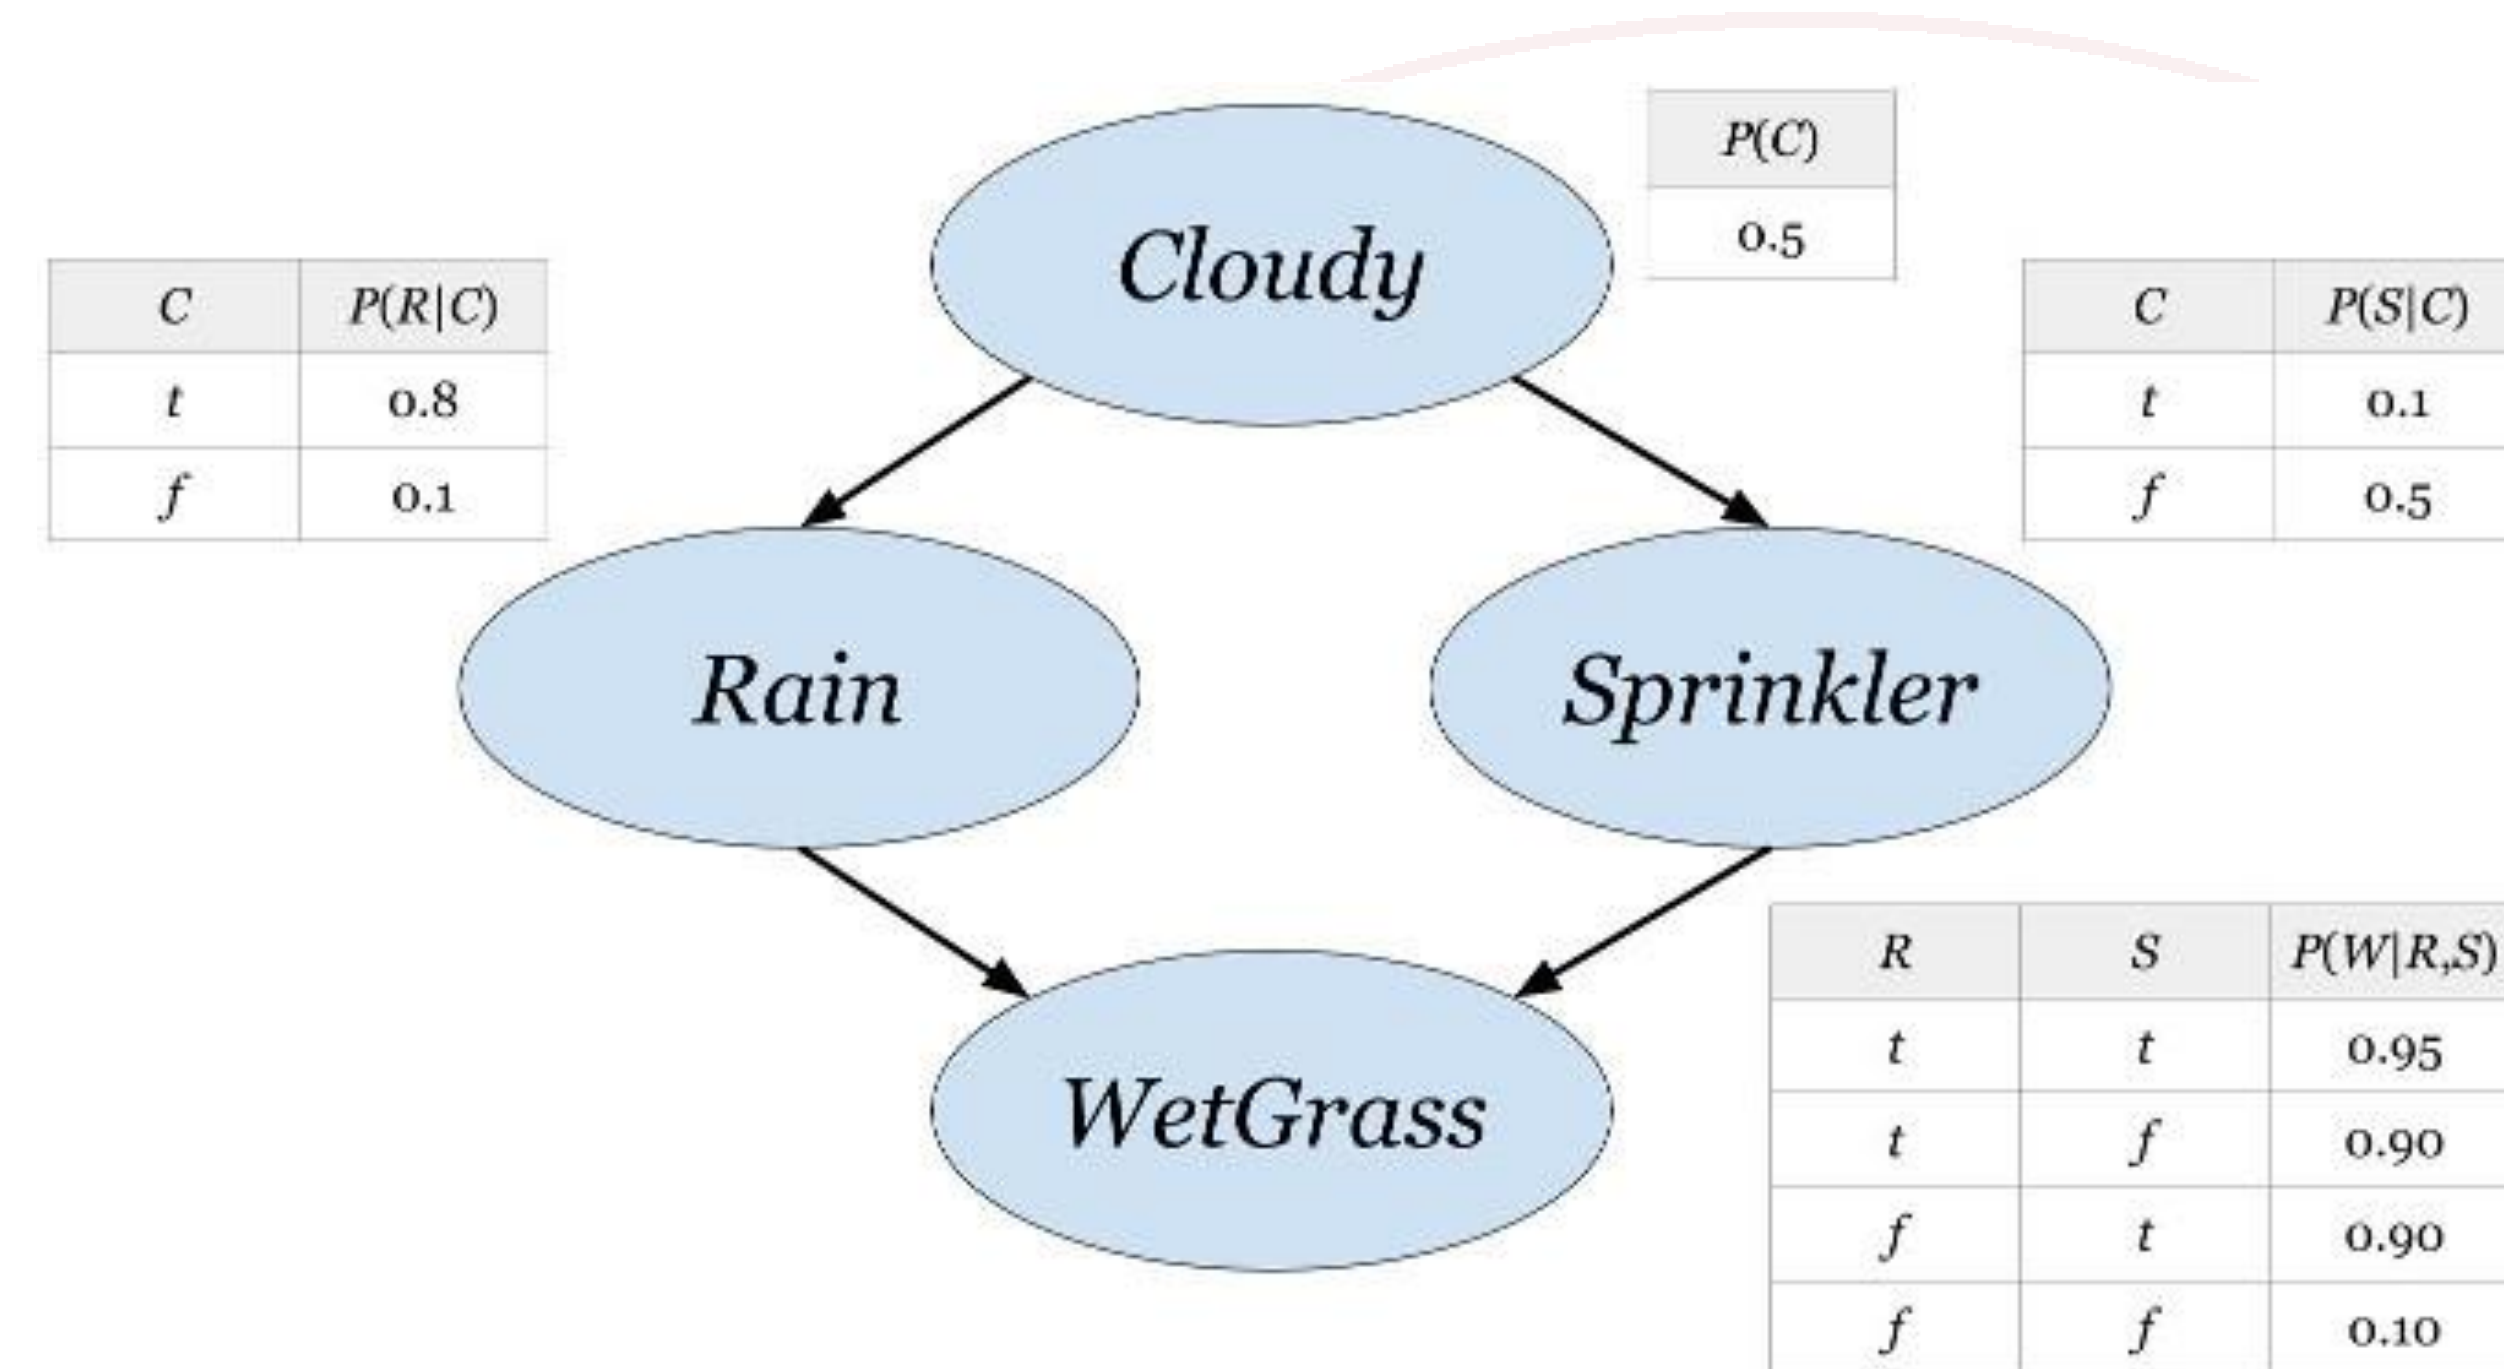 P(C)
0.5
Cloudy
C P(R|C)
t 0.8
f 0.1
C P(S|C)
t 0.1
f 0.5
Rain
Sprinkler
WetGrass
R S P(W|R,S)
t t 0.95
t f 0.90
f t 0.90
f f 0.10